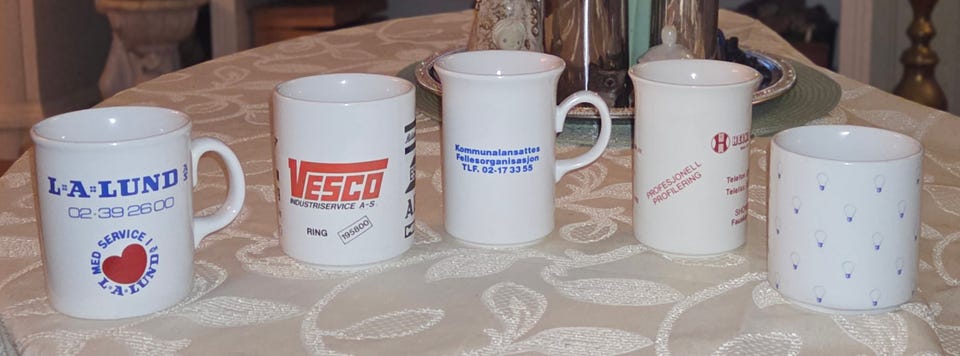 L·A·LUND
02-39 26 00
MED SERVICE I
L·A·LUND
VESCO
INDUSTRISERVICE A-S
RING 195800
Kommunalansattes
Fellesorganisasjon
TLF. 02-17 33 55
PROFESJONELL
PROFILERING